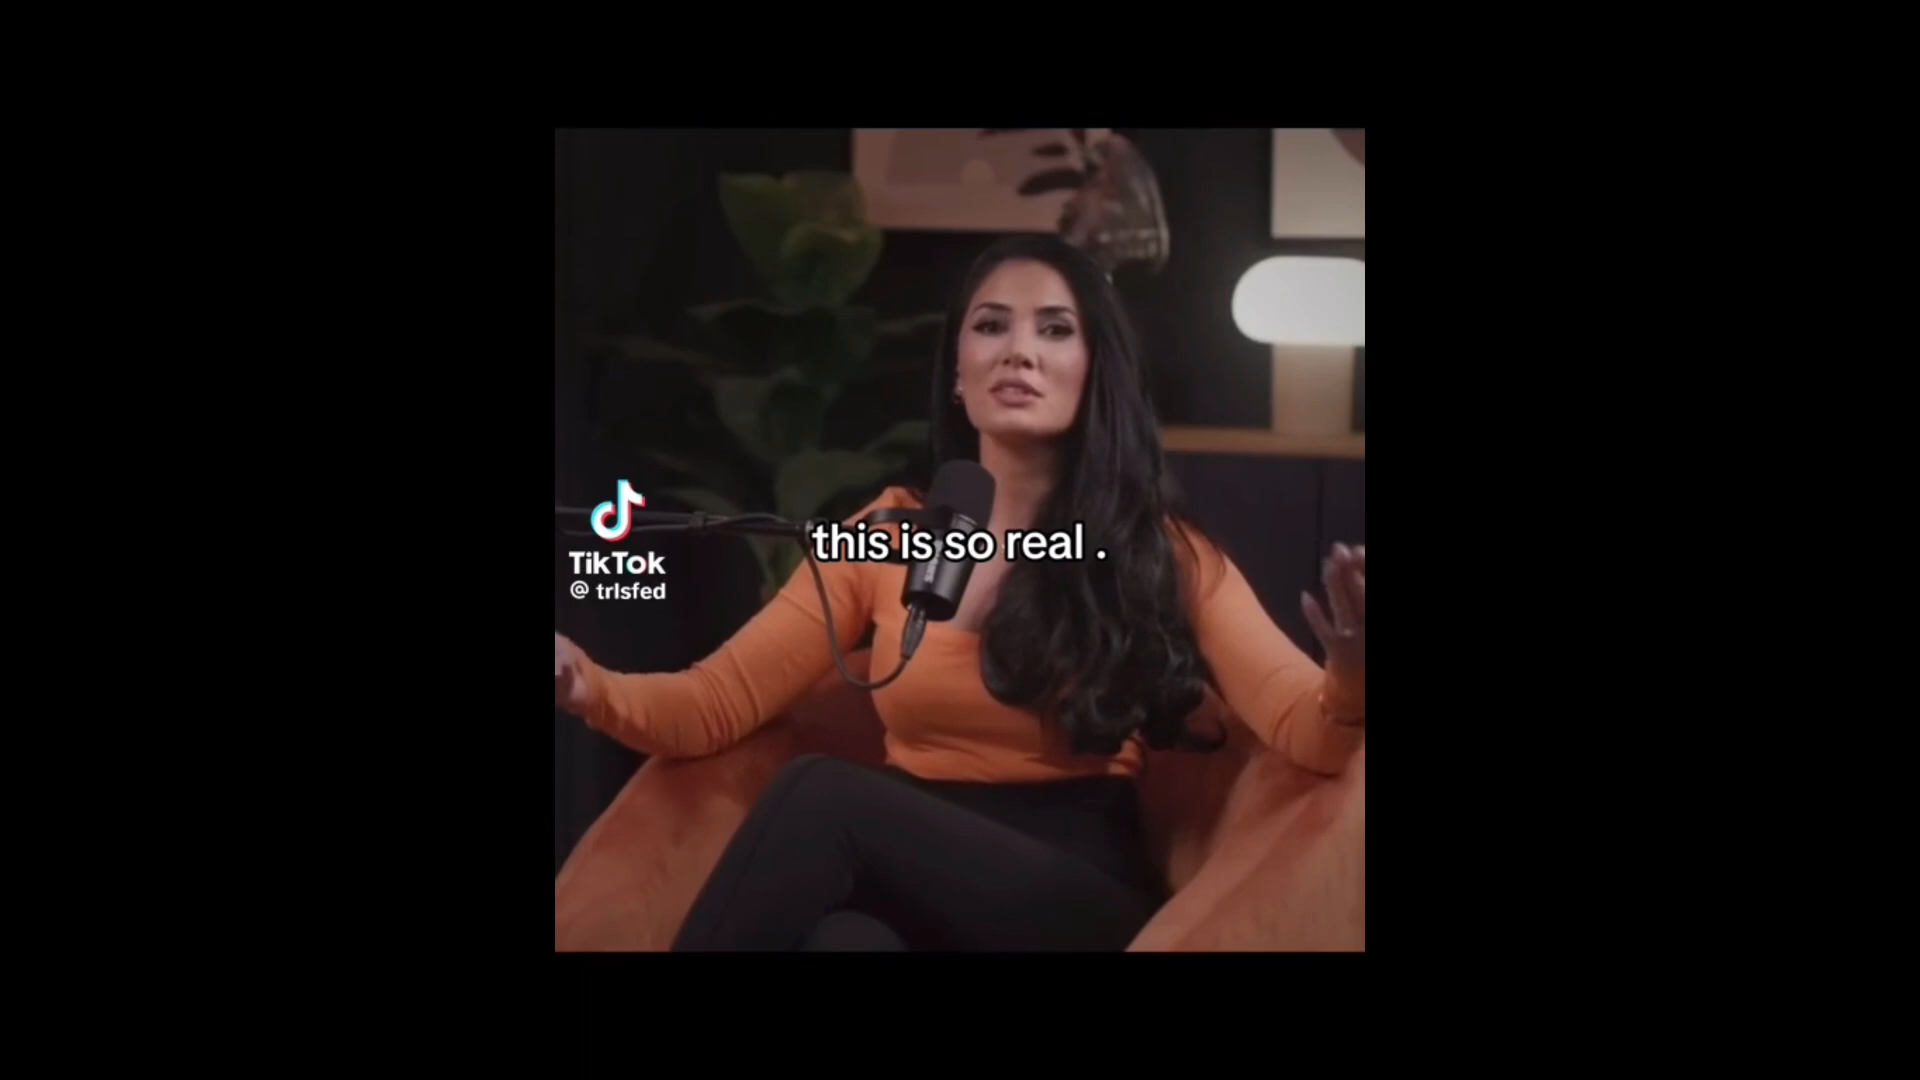 this is so real .
TikTok
@ trlsfed